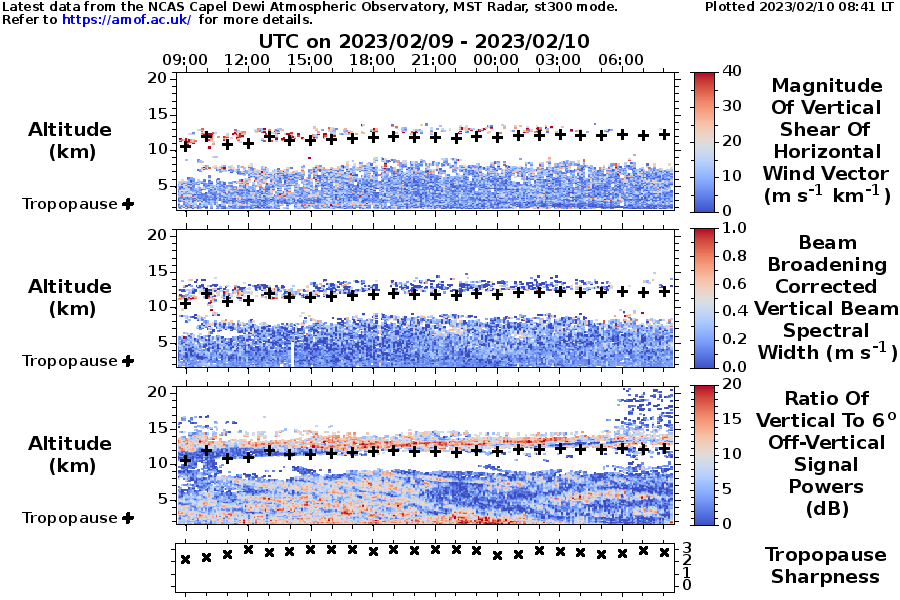 Latest data from the NCAS Capel Dewi Atmospheric Observatory, MST Radar, st300 mode.
Plotted 2023/02/10 08:41 LT
Refer to https://amof.ac.uk/ for more details.
UTC on 2023/02/09 - 2023/02/10
09:00 12:00 15:00 18:00 21:00 00:00 03:00 06:00
20
15
10
5
Altitude
(km)
Tropopause
40
30
20
10
0
Magnitude
Of Vertical
Shear Of
Horizontal
Wind Vector
(m s⁻¹ km⁻¹)
20
15
10
5
Altitude
(km)
Tropopause
1.0
0.8
0.6
0.4
0.2
0.0
Beam
Broadening
Corrected
Vertical Beam
Spectral
Width (m s⁻¹)
20
15
10
5
Altitude
(km)
Tropopause
20
15
10
5
0
Ratio Of
Vertical To 6°
Off-Vertical
Signal
Powers
(dB)
3
2
1
0
Tropopause
Sharpness